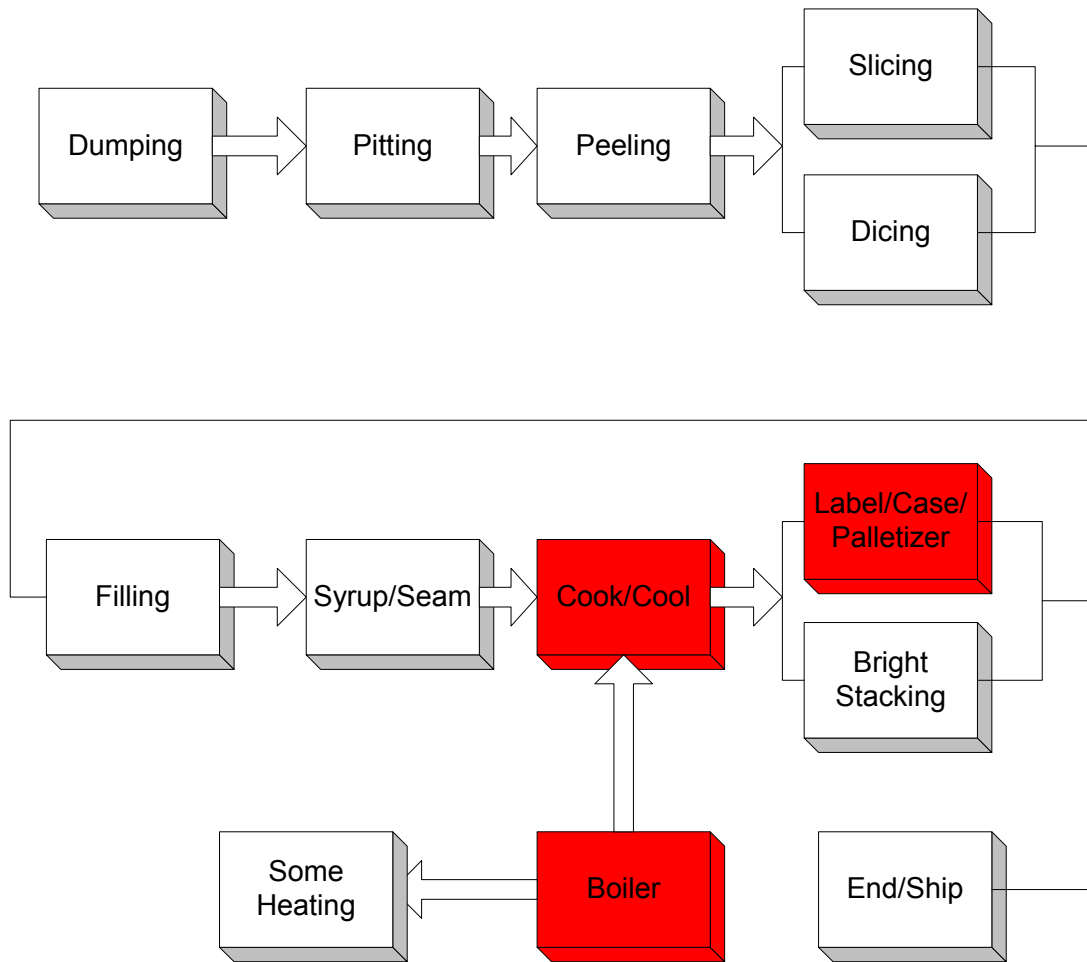 Dumping
Pitting
Peeling
Slicing
Dicing
Filling
Syrup/Seam
Cook/Cool
Label/Case/
Palletizer
Bright
Stacking
Some
Heating
Boiler
End/Ship